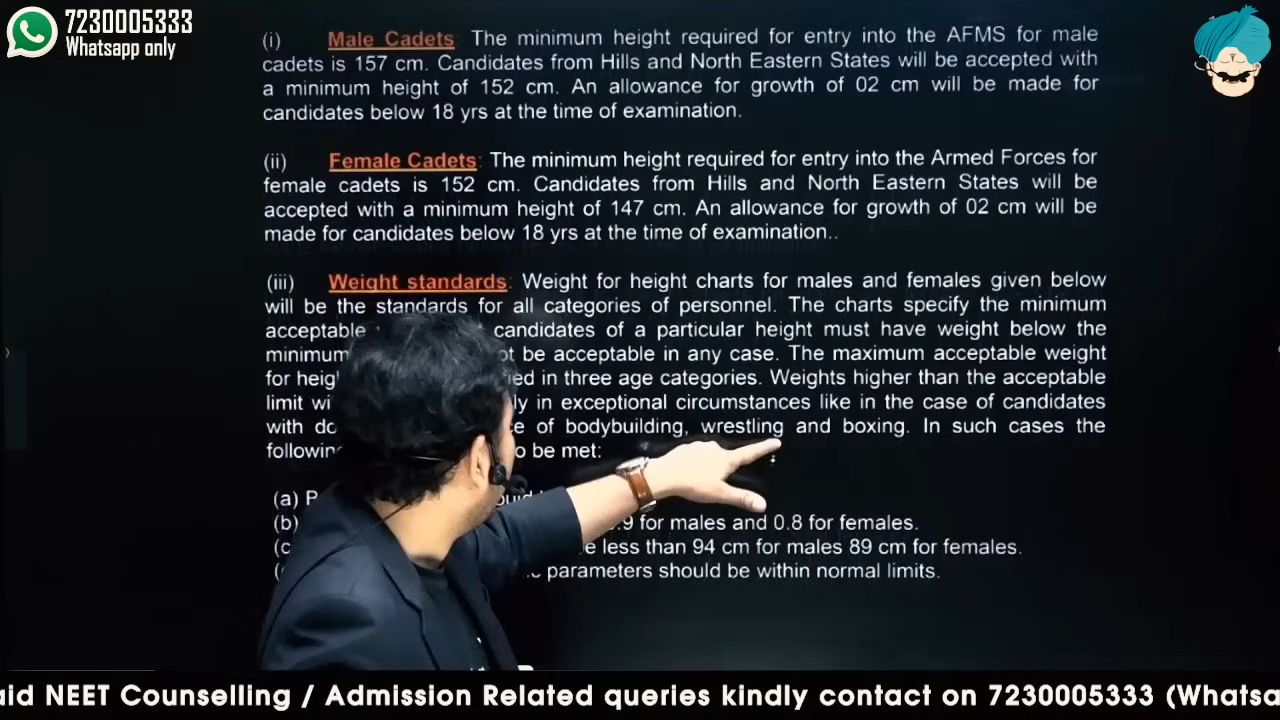 7230005333
Whatsapp only
(i) Male Cadets: The minimum height required for entry into the AFMS for male
cadets is 157 cm. Candidates from Hills and North Eastern States will be accepted with
a minimum height of 152 cm. An allowance for growth of 02 cm will be made for
candidates below 18 yrs at the time of examination.
(ii) Female Cadets: The minimum height required for entry into the Armed Forces for
female cadets is 152 cm. Candidates from Hills and North Eastern States will be
accepted with a minimum height of 147 cm. An allowance for growth of 02 cm will be
made for candidates below 18 yrs at the time of examination..
(iii) Weight standards: Weight for height charts for males and females given below
will be the standards for all categories of personnel. The charts specify the minimum
acceptable candidates of a particular height must have weight below the
minimum be acceptable in any case. The maximum acceptable weight
for in three age categories. Weights higher than the acceptable
limit in exceptional circumstances like in the case of candidates
with of bodybuilding, wrestling and boxing. In such cases the
be met:
(a)
(b) for males and 0.8 for females.
less than 94 cm for males 89 cm for females.
parameters should be within normal limits.
aid NEET Counselling / Admission Related queries kindly contact on 7230005333 (Whatsa